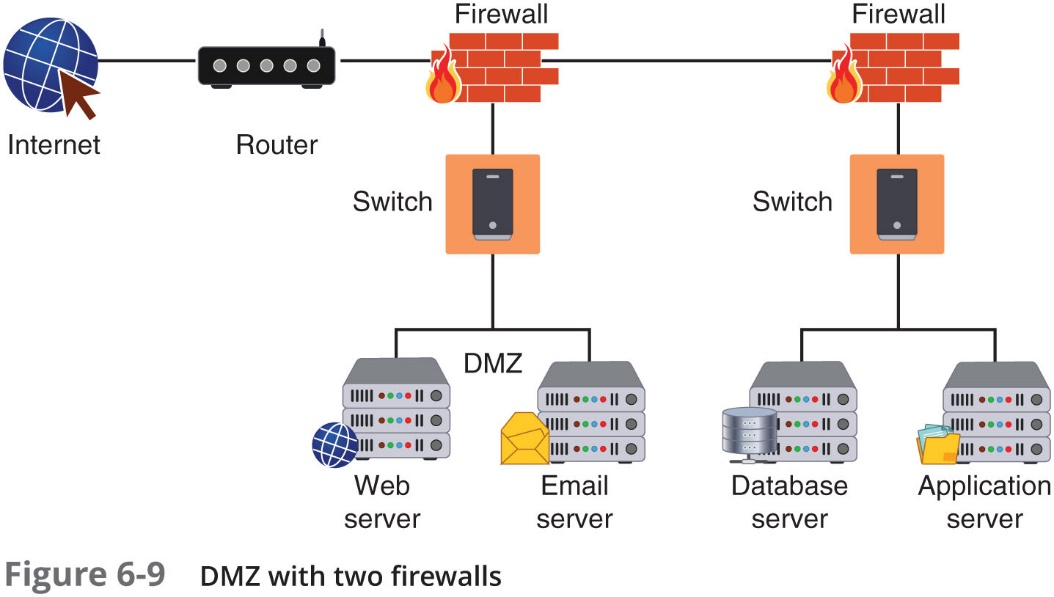 Firewall
Firewall
Internet
Router
Switch
Switch
DMZ
Web
server
Email
server
Database
server
Application
server
Figure 6-9 DMZ with two firewalls